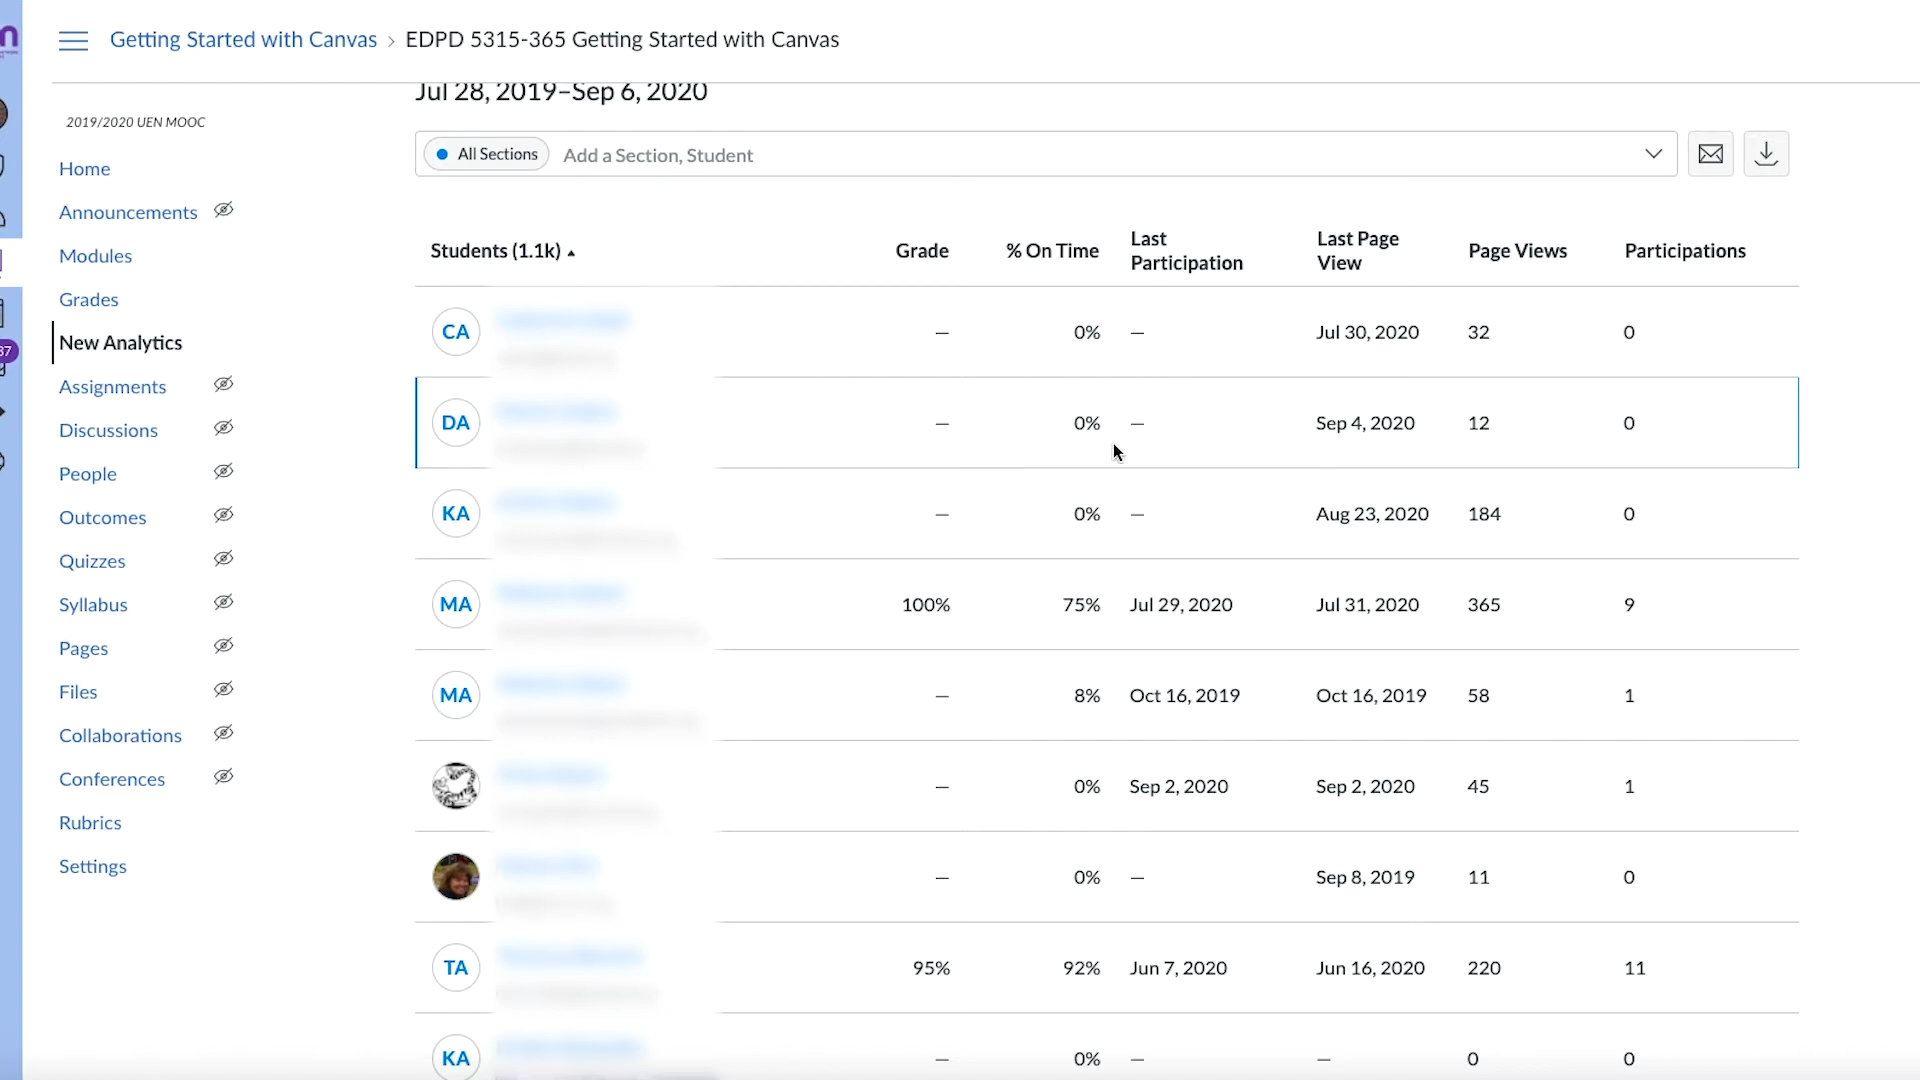 Getting Started with Canvas › EDPD 5315-365 Getting Started with Canvas
Jul 28, 2019–Sep 6, 2020
2019/2020 UEN MOOC
All Sections Add a Section, Student
Home
Announcements
Modules
Grades
New Analytics
Assignments
Discussions
People
Outcomes
Quizzes
Syllabus
Pages
Files
Collaborations
Conferences
Rubrics
Settings
37
Students (1.1k) ▲ Grade % On Time Last Participation Last Page View Page Views Participations
CA — 0% — Jul 30, 2020 32 0
DA — 0% — Sep 4, 2020 12 0
KA — 0% — Aug 23, 2020 184 0
MA 100% 75% Jul 29, 2020 Jul 31, 2020 365 9
MA — 8% Oct 16, 2019 Oct 16, 2019 58 1
— 0% Sep 2, 2020 Sep 2, 2020 45 1
— 0% — Sep 8, 2019 11 0
TA 95% 92% Jun 7, 2020 Jun 16, 2020 220 11
KA — 0% — — 0 0